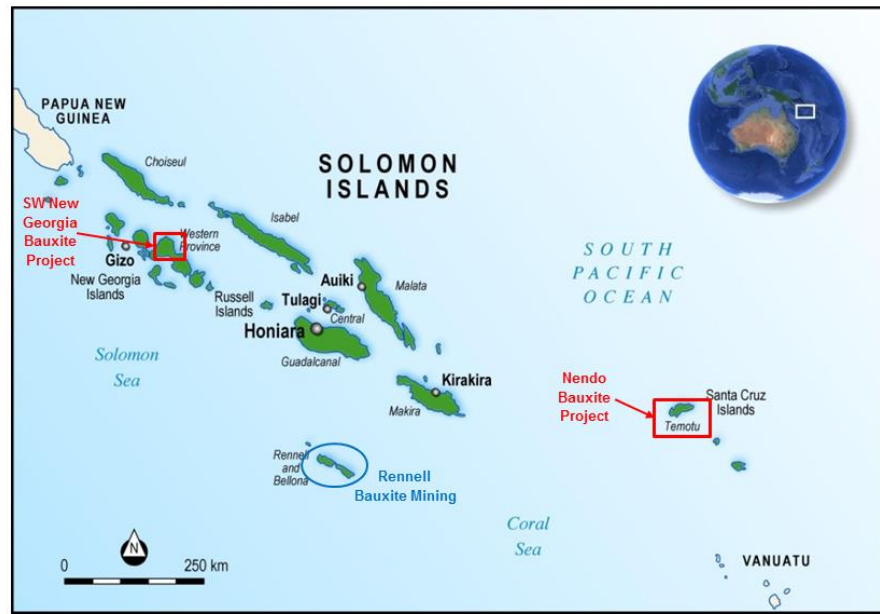 PAPUA NEW
GUINEA
Choiseul
SOLOMON
ISLANDS
SW New
Georgia
Bauxite
Project
Western
Province
Gizo
New Georgia
Islands
Isabel
Russell
Islands
Auiki
Malata
Tulagi
Central
Honiara
Guadalcanal
SOUTH
PACIFIC
OCEAN
Solomon
Sea
Kirakira
Makira
Nendo
Bauxite
Project
Santa Cruz
Islands
Temotu
Rennell
and
Bellona
Rennell
Bauxite Mining
Coral
Sea
N
0 250 km
VANUATU